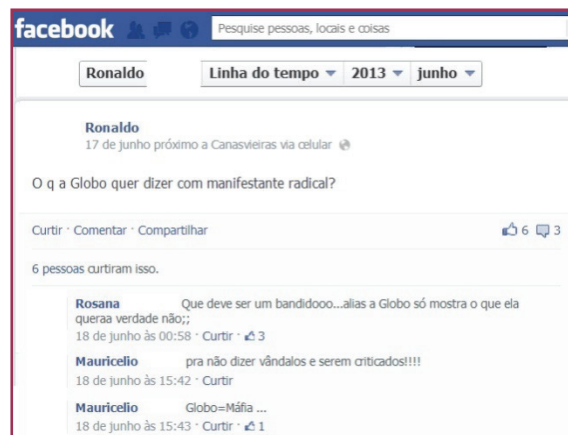 facebook Pesquise pessoas, locais e coisas
Ronaldo Linha do tempo 2013 junho
Ronaldo
17 de junho próximo a Canasvieiras via celular
O q a Globo quer dizer com manifestante radical?
Curtir · Comentar · Compartilhar 6 3
6 pessoas curtiram isso.
Rosana Que deve ser um bandidooo...alias a Globo só mostra o que ela
queraa verdade não;;
18 de junho às 00:58 · Curtir · 3
Mauricelio pra não dizer vândalos e serem criticados!!!!
18 de junho às 15:42 · Curtir
Mauricelio Globo=Máfia ...
18 de junho às 15:43 · Curtir · 1